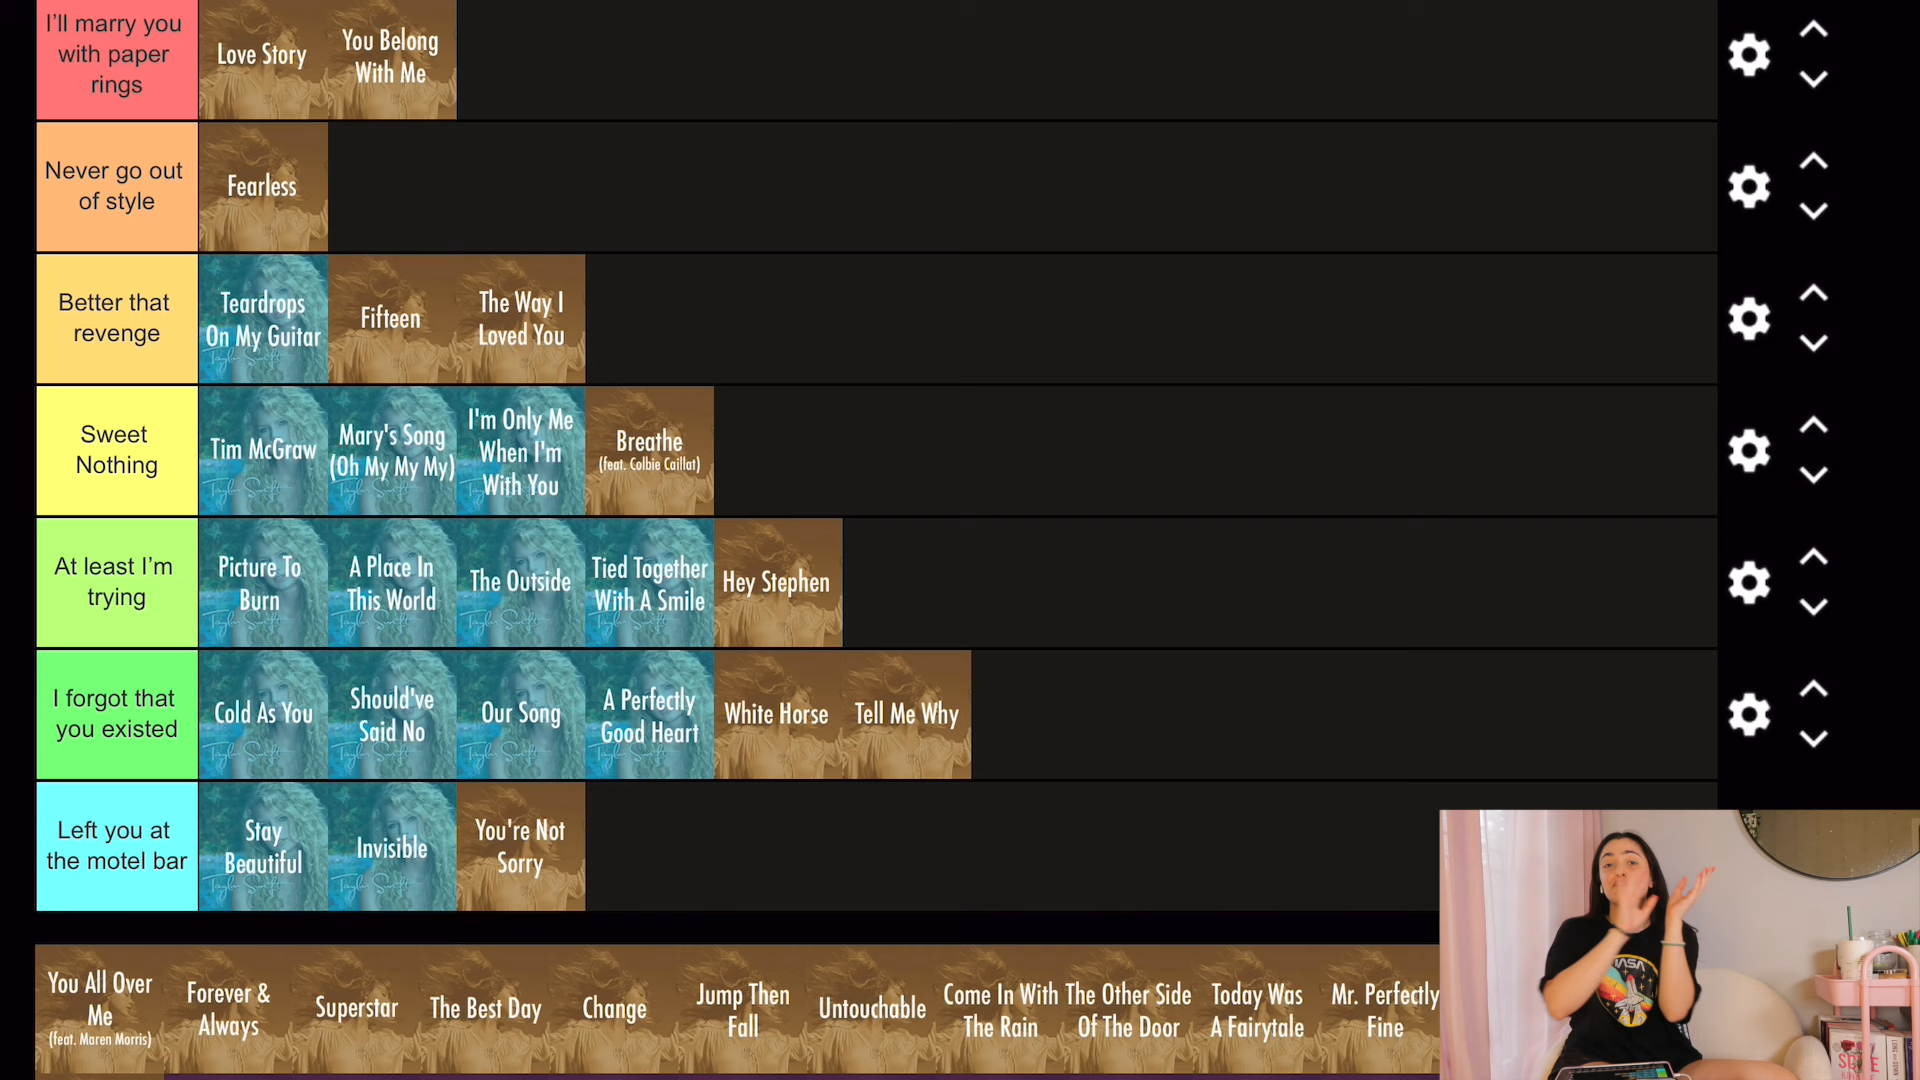 I'll marry you
with paper
rings
Love Story
You Belong
With Me
Never go out
of style
Fearless
Better that
revenge
Teardrops
On My Guitar
Fifteen
The Way I
Loved You
Sweet
Nothing
Tim McGraw
Mary's Song
(Oh My My My)
I'm Only Me
When I'm
With You
Breathe
(feat. Colbie Caillat)
At least I'm
trying
Picture To
Burn
A Place In
This World
The Outside
Tied Together
With A Smile
Hey Stephen
I forgot that
you existed
Cold As You
Should've
Said No
Our Song
A Perfectly
Good Heart
White Horse
Tell Me Why
Left you at
the motel bar
Stay
Beautiful
Invisible
You're Not
Sorry
You All Over
Me
(feat. Maren Morris)
Forever &
Always
Superstar
The Best Day
Change
Jump Then
Fall
Untouchable
Come In With
The Rain
The Other Side
Of The Door
Today Was
A Fairytale
Mr. Perfectly
Fine
NASA